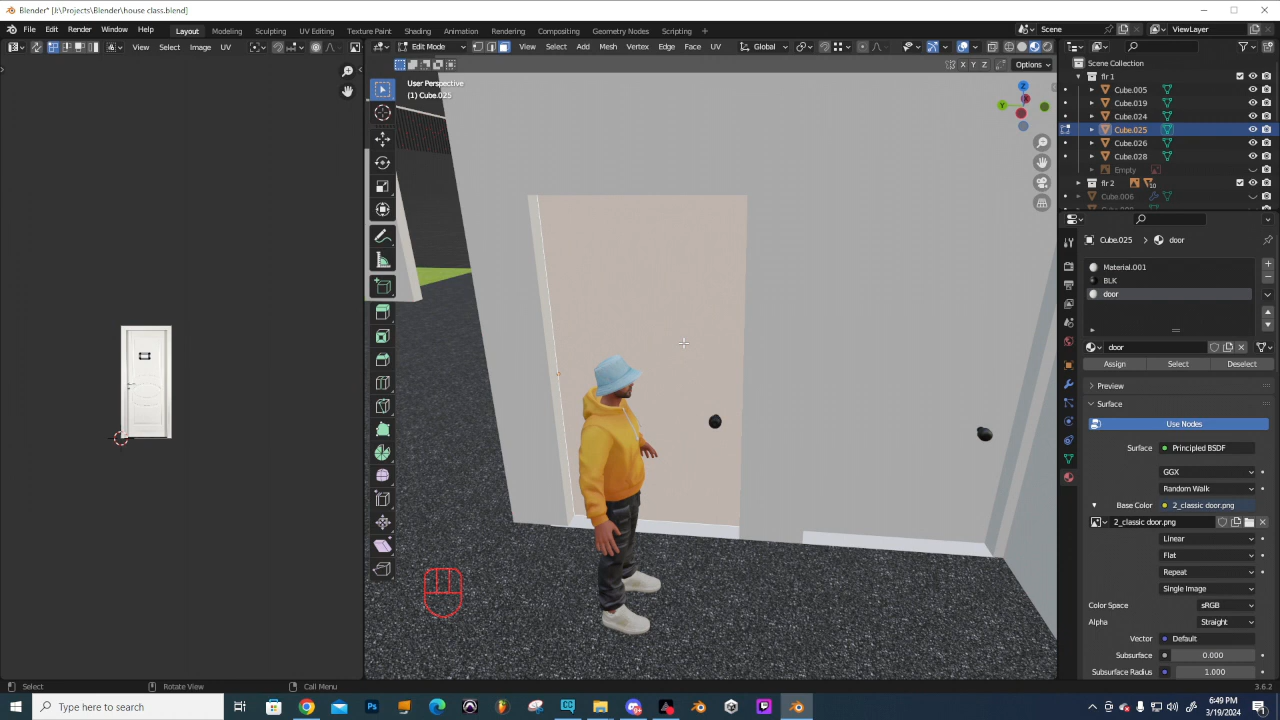 Blender* [J:\Projects\Blender\house class.blend]
File Edit Render Window Help Layout Modeling Sculpting UV Editing Texture Paint Shading Animation Rendering Compositing Geometry Nodes Scripting + Scene ViewLayer
View Select Image UV Edit Mode View Select Add Mesh Vertex Edge Face UV Global
X Y Z Options
User Perspective
(1) Cube.025
Z
Y
Scene Collection
flr 1
Cube.005
Cube.019
Cube.024
Cube.025
Cube.026
Cube.028
Empty
flr 2 10
Cube.006
Cube.025 > door
Material.001
BLK
door
door
Assign Select Deselect
Preview
Surface
Use Nodes
Surface Principled BSDF
GGX
Random Walk
Base Color 2_classic door.png
2_classic door.png
Linear
Flat
Repeat
Single Image
Color Space sRGB
Alpha Straight
Vector Default
Subsurface 0.000
Subsurface Radius 1.000
Select Rotate View Call Menu 3.6.2
Type here to search
6:49 PM
3/19/2024